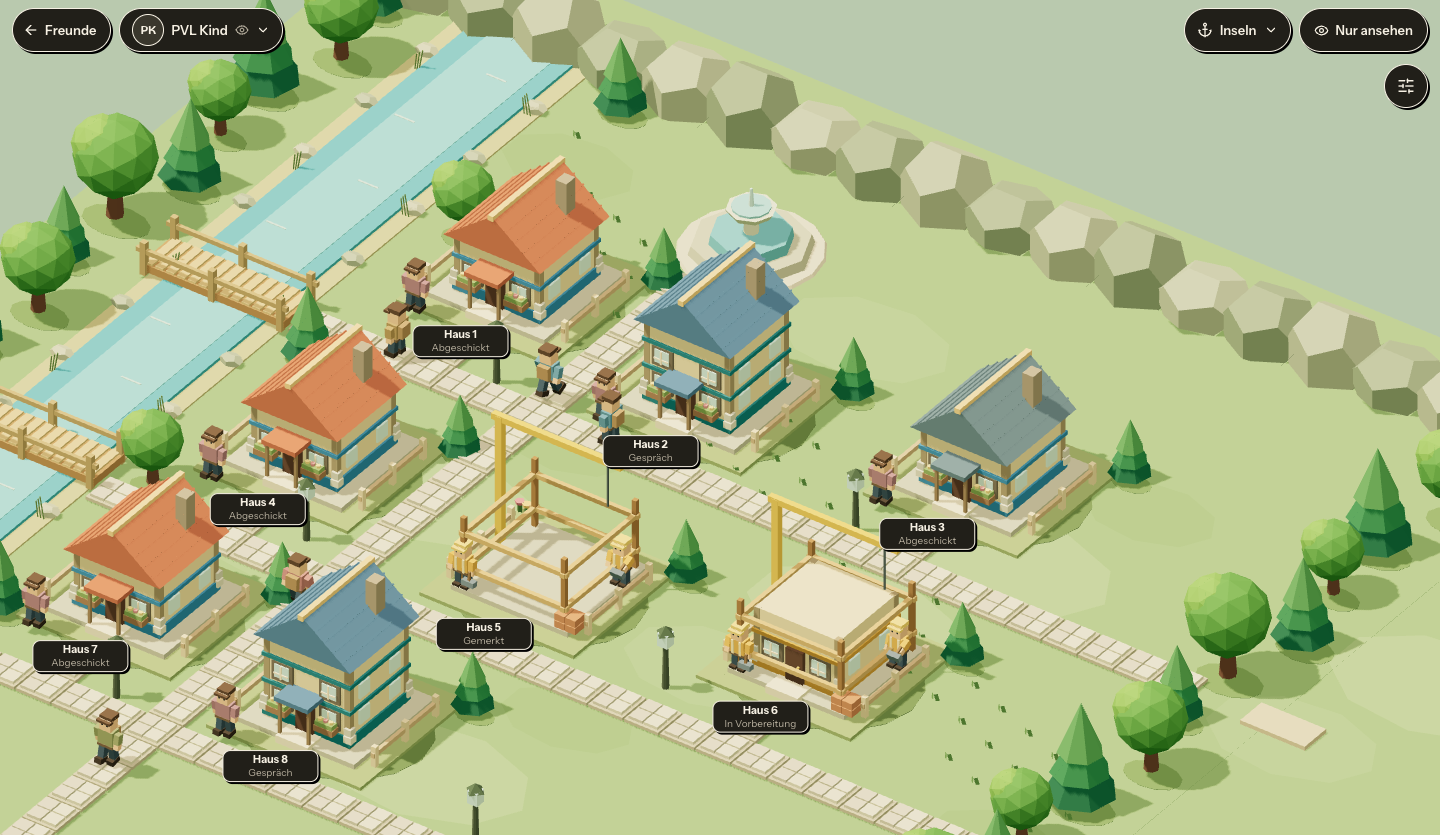 Freunde
PK PVL Kind
Inseln
Nur ansehen
Haus 1
Abgeschickt
Haus 2
Gespräch
Haus 3
Abgeschickt
Haus 4
Abgeschickt
Haus 5
Gemerkt
Haus 6
In Vorbereitung
Haus 7
Abgeschickt
Haus 8
Gespräch